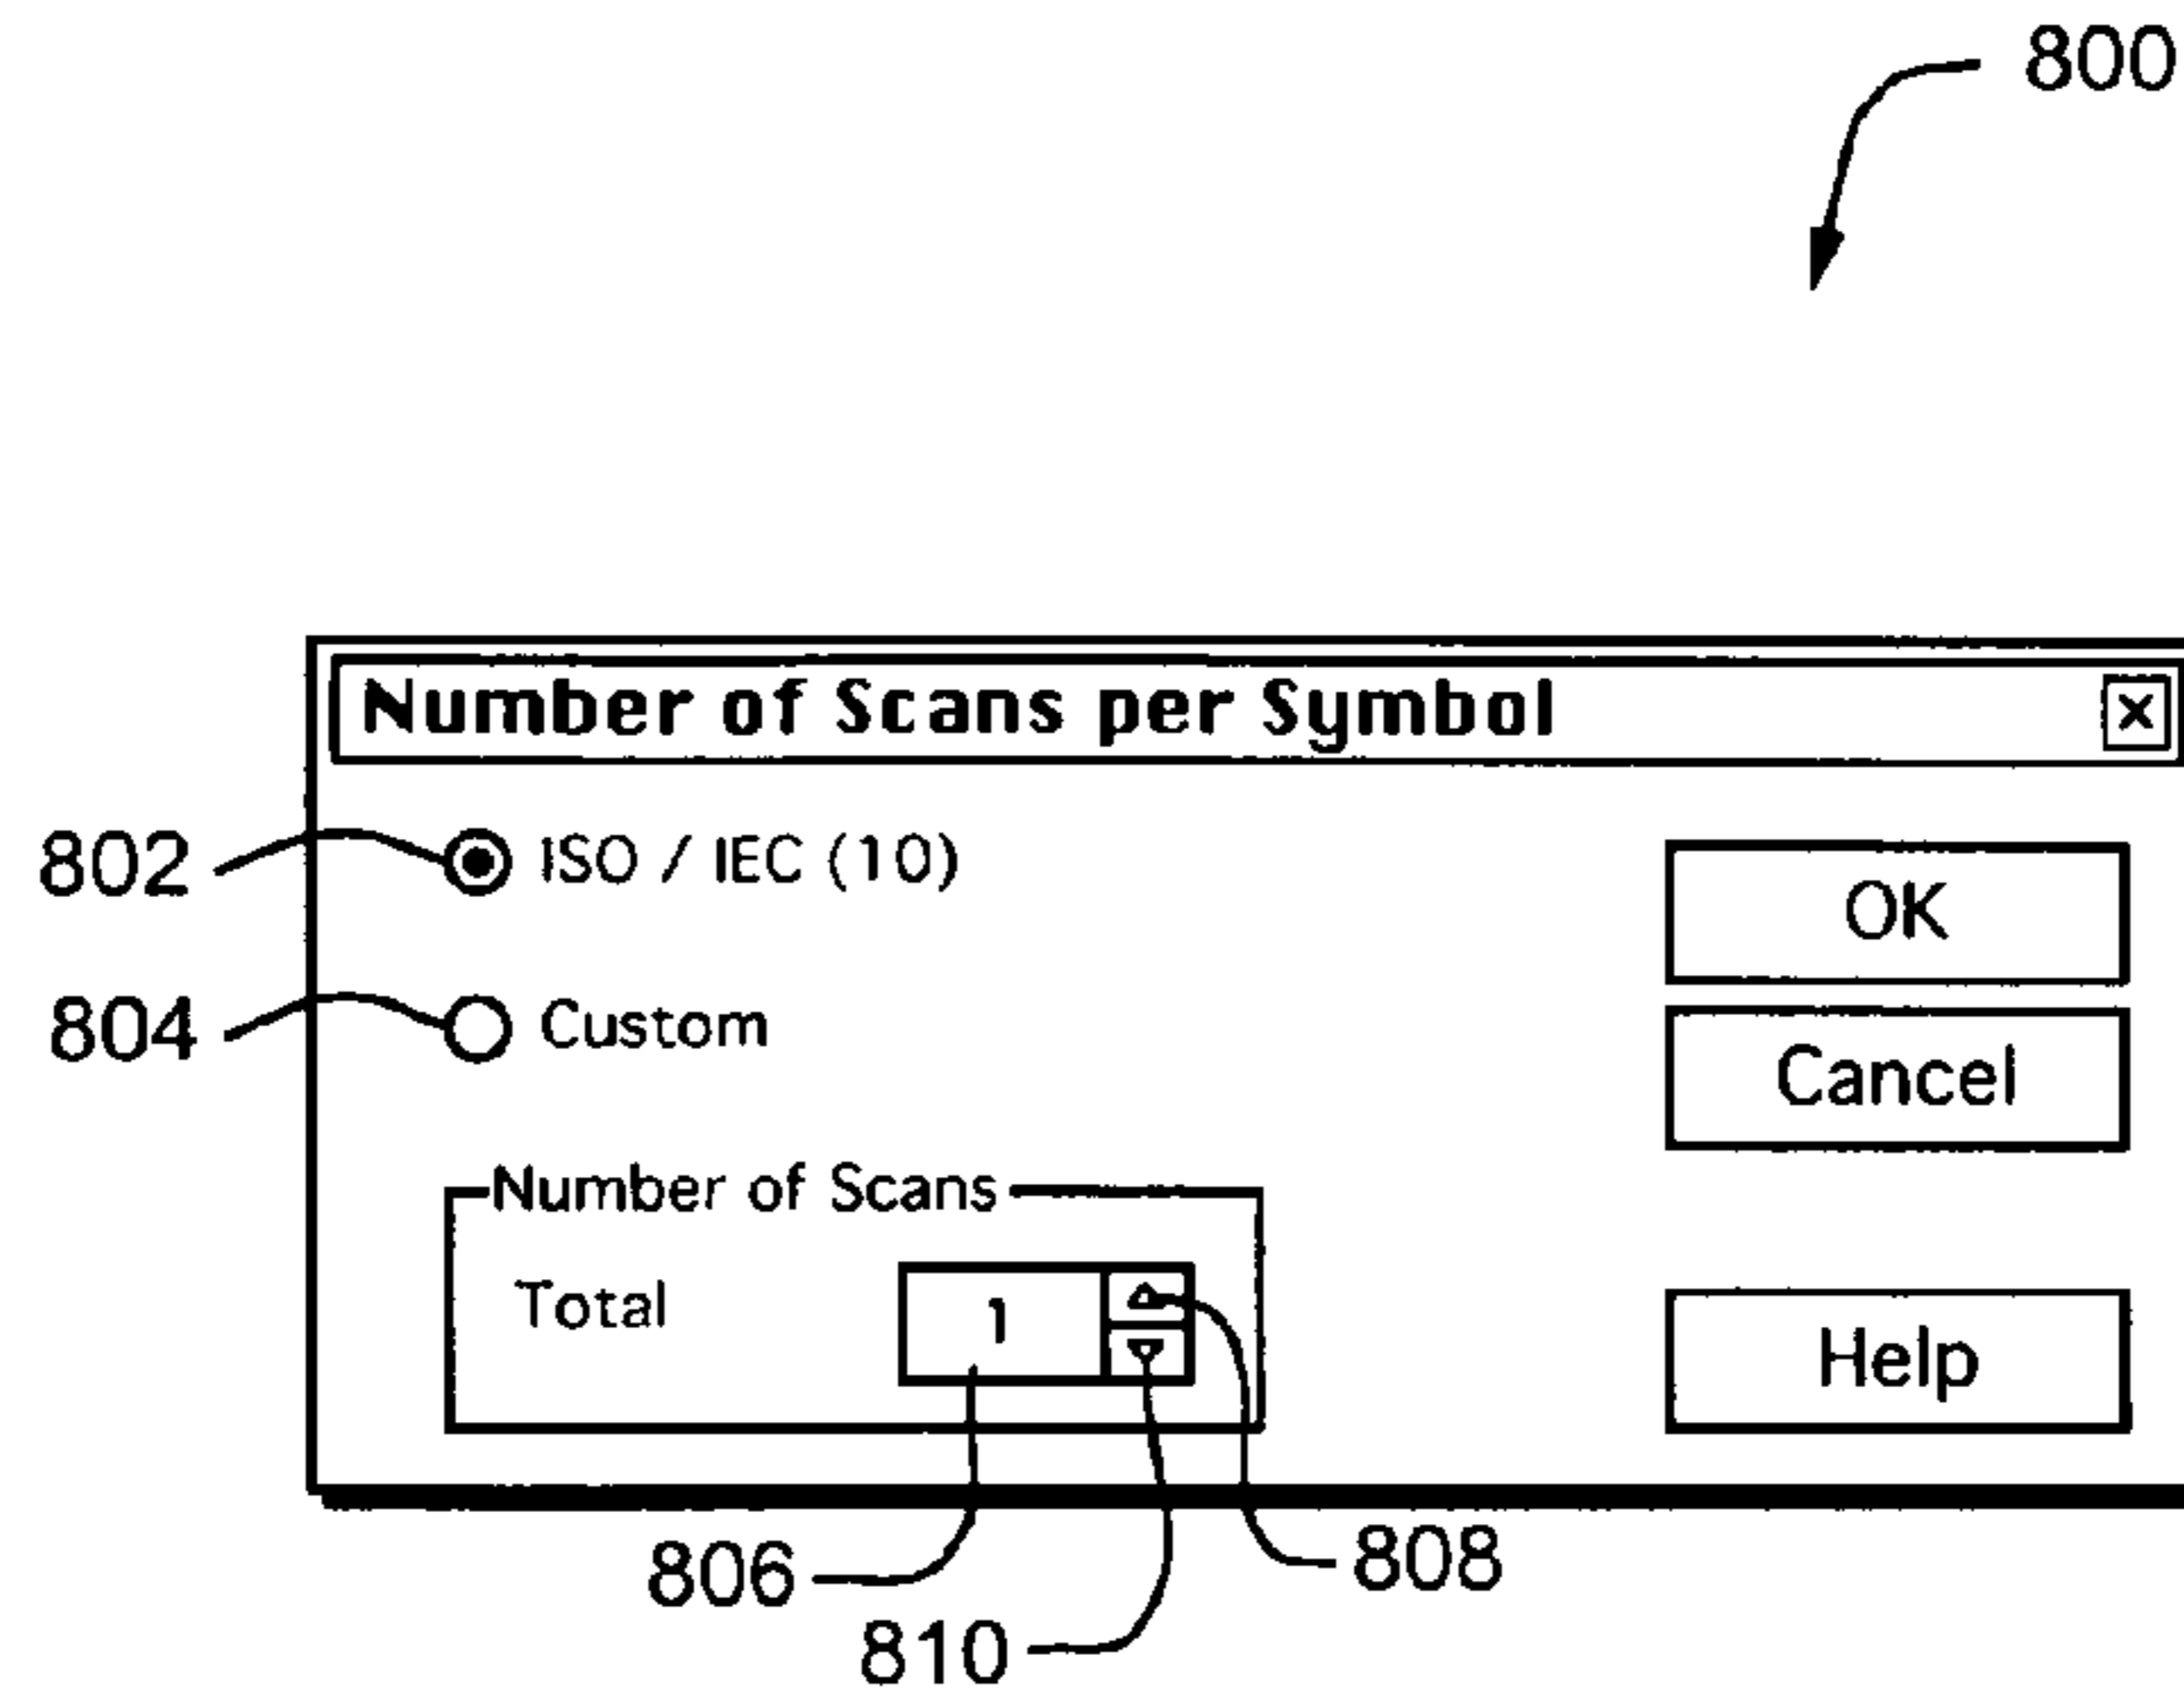 800
Number of Scans per Symbol
802
ISO / IEC (10)
OK
804
Custom
Cancel
Number of Scans
Total
1
Help
806
808
810